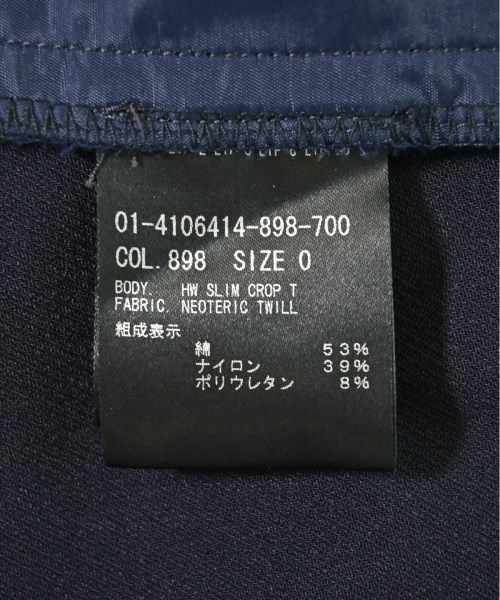 01-4106414-898-700
COL. 898 SIZE 0
BODY. HW SLIM CROP T
FABRIC. NEOTERIC TWILL
組成表示
綿 53%
ナイロン 39%
ポリウレタン 8%